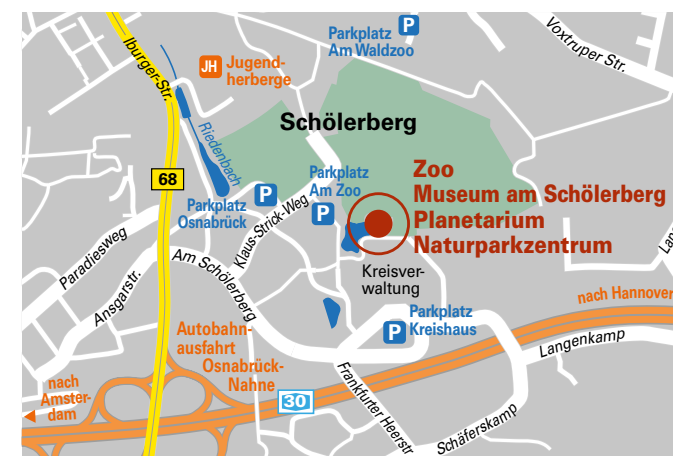 Parkplatz
Am Waldzoo
P
Voxtruper Str.
Iburger-Str.
JH
Jugend-
herberge
Schölerberg
Riedenbach
68
Parkplatz
Am Zoo
P
P
Parkplatz
Osnabrück
Klaus-Strick-Weg
Zoo
Museum am Schölerberg
Planetarium
Naturparkzentrum
Paradiesweg
Ansgarstr.
Am Schölerberg
Kreisver-
waltung
nach Hannover
Parkplatz
Kreishaus
P
Langenkamp
Autobahn-
ausfahrt
Osnabrück-
Nahne
nach
Amster-
dam
30
Frankfurter Heerstr.
Schäferskamp